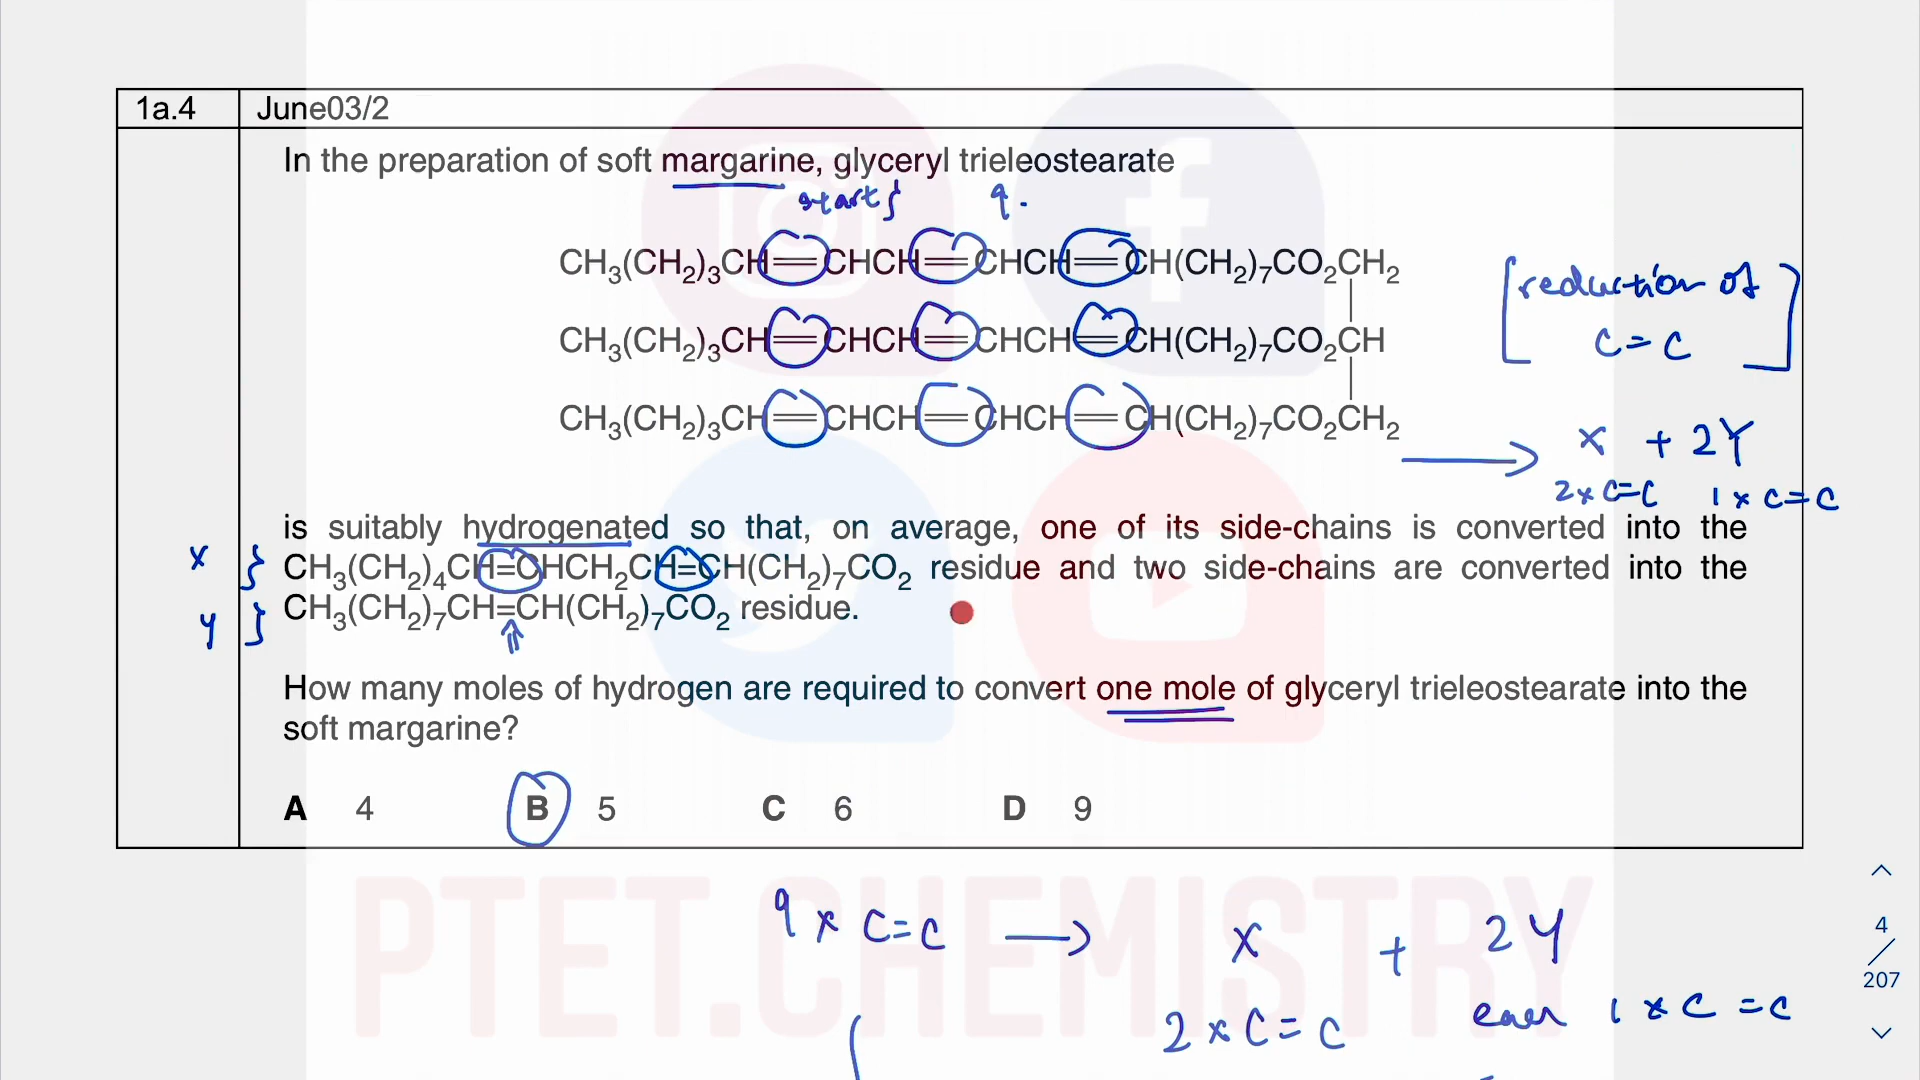 1a.4 June03/2
In the preparation of soft margarine, glyceryl trieleostearate
start} 9.
CH3(CH2)3CH=CHCH=CHCH=CH(CH2)7CO2CH2
[reduction of
CH3(CH2)3CH=CHCH=CHCH=CH(CH2)7CO2CH
C=C]
CH3(CH2)3CH=CHCH=CHCH=CH(CH2)7CO2CH2
→ X + 2Y
2×C=C 1×C=C
is suitably hydrogenated so that, on average, one of its side-chains is converted into the
X } CH3(CH2)4CH=CHCH2CH=CH(CH2)7CO2 residue and two side-chains are converted into the
Y } CH3(CH2)7CH=CH(CH2)7CO2 residue.
How many moles of hydrogen are required to convert one mole of glyceryl trieleostearate into the
soft margarine?
A 4 B 5 C 6 D 9
PTET.CHEMISTRY
9 × C=C → X + 2Y
2×C=C 1×C=C
4
/
207